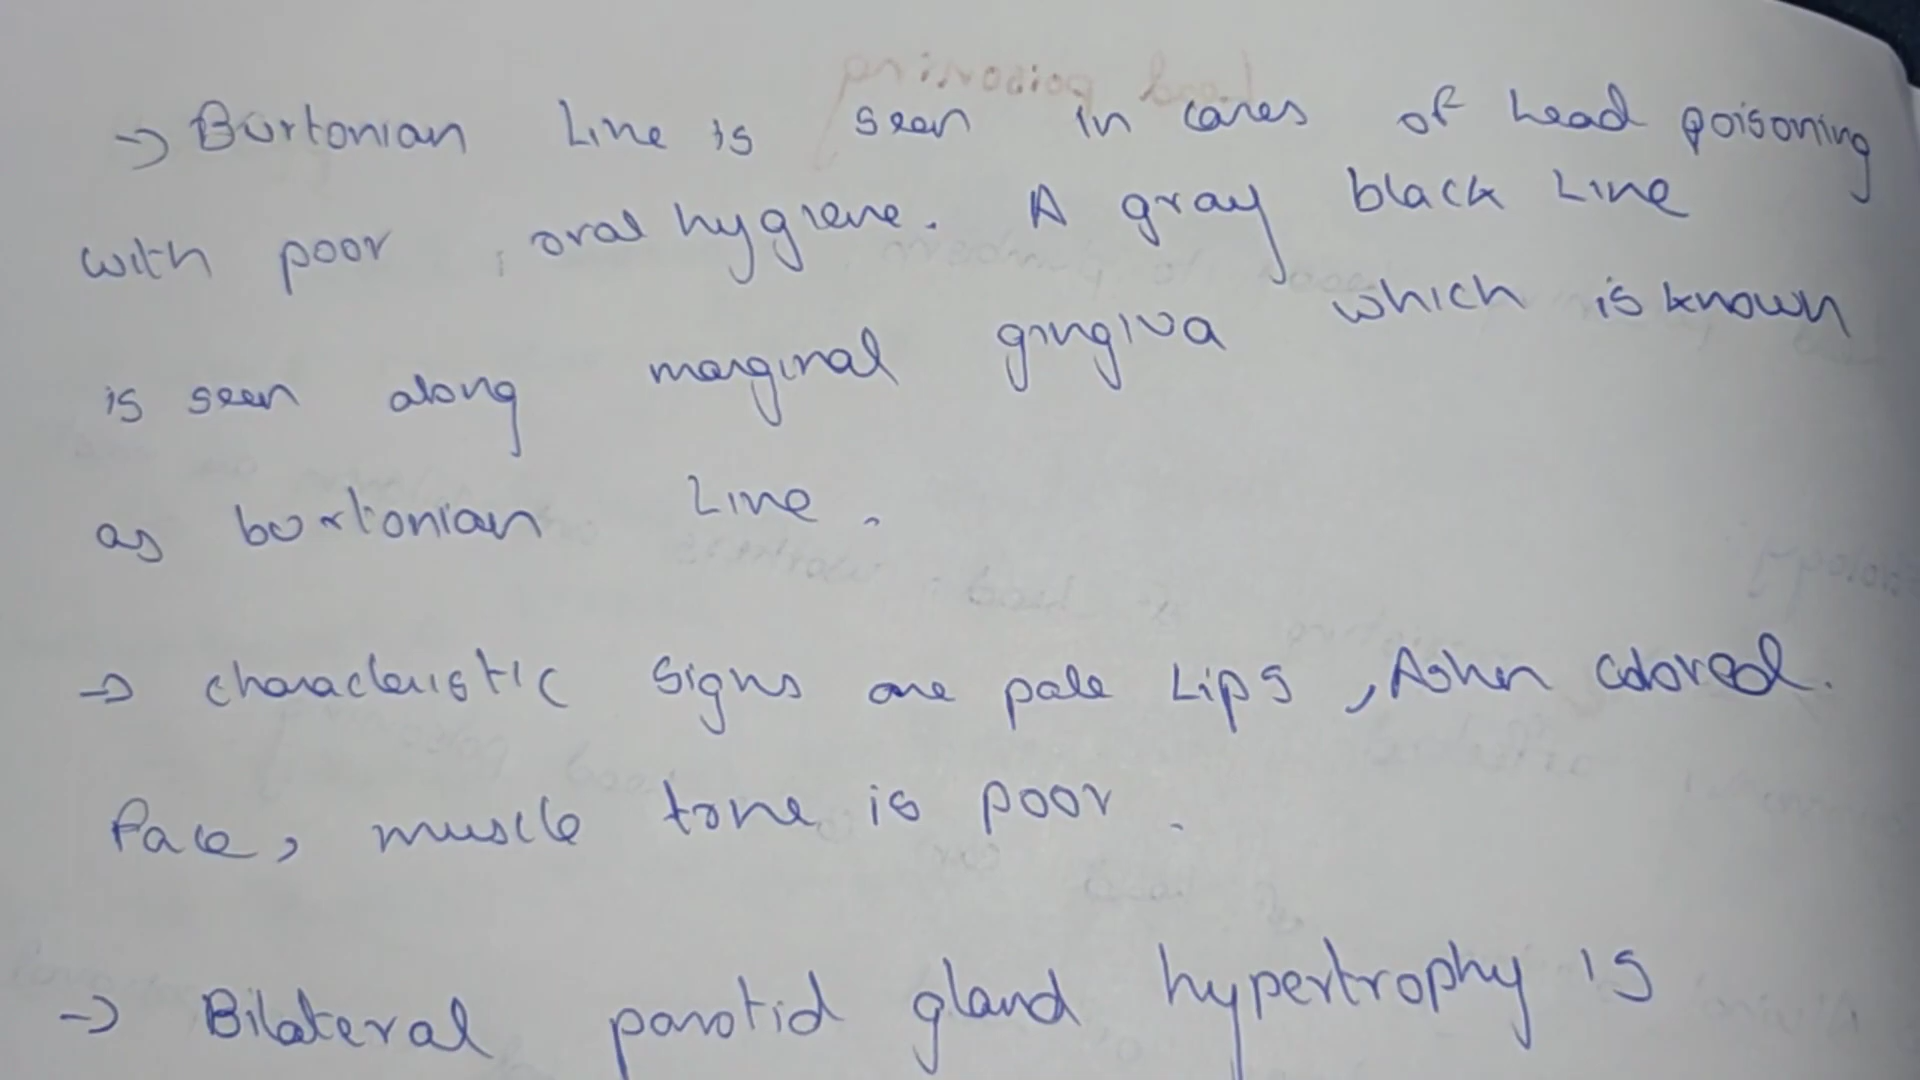 → Burtonian Line is seen in cases of Lead poisoning
with poor oral hygiene. A gray black Line
is seen along marginal gingiva which is known
as burtonian Line.
→ characteristic signs are pale Lips, Ashen colored.
Face, muscle tone is poor.
→ Bilateral parotid gland hypertrophy is